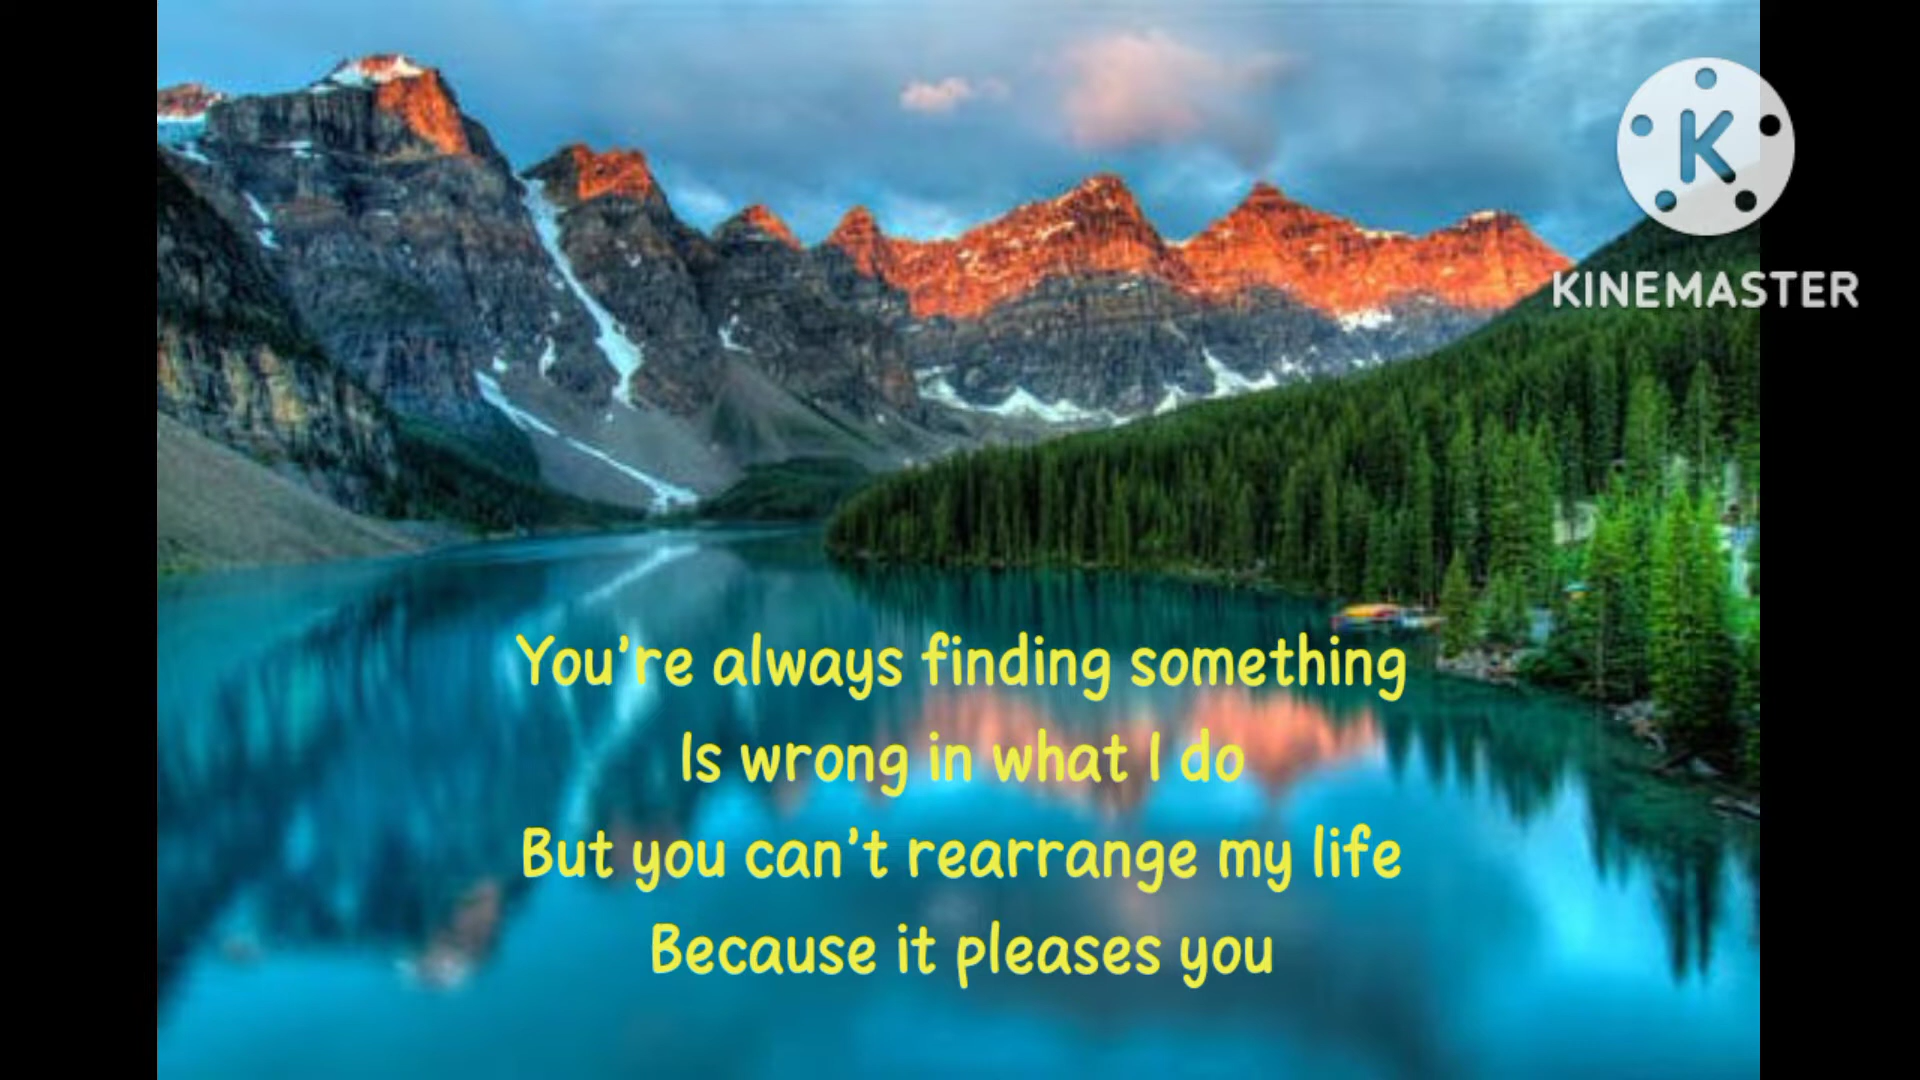 K
KINEMASTER
You're always finding something
Is wrong in what I do
But you can't rearrange my life
Because it pleases you